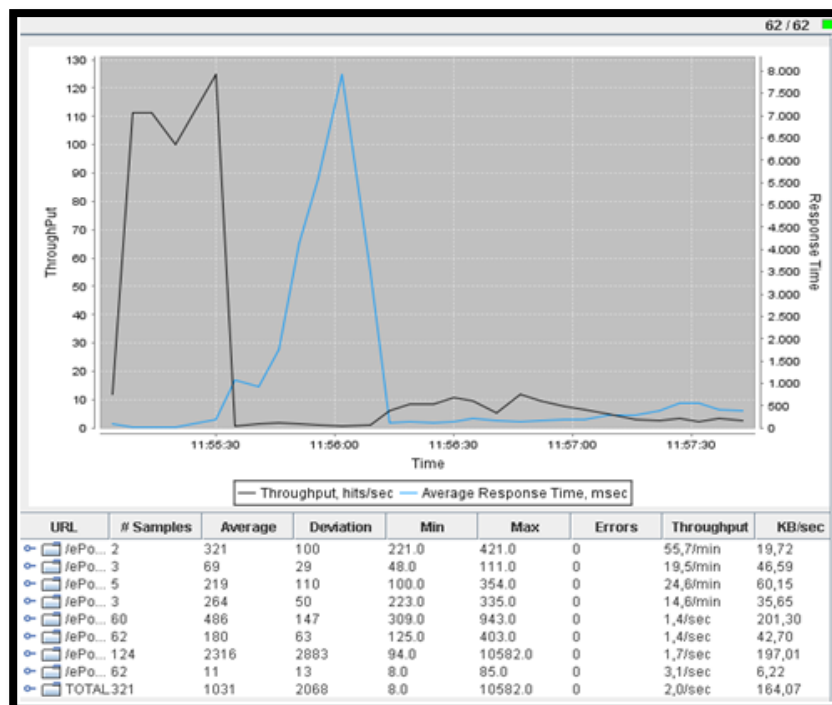 62 / 62
130
120
110
100
90
80
70
60
50
40
30
20
10
0
ThroughPut
8.000
7.500
7.000
6.500
6.000
5.500
5.000
4.500
4.000
3.500
3.000
2.500
2.000
1.500
1.000
500
0
Response Time
11:55:30 11:56:00 11:56:30 11:57:00 11:57:30
Time
Throughput, hits/sec Average Response Time, msec
URL # Samples Average Deviation Min Max Errors Throughput KB/sec
/ePo... 2 321 100 221.0 421.0 0 55,7/min 19,72
/ePo... 3 69 29 48.0 111.0 0 19,5/min 46,59
/ePo... 5 219 110 100.0 354.0 0 24,6/min 60,15
/ePo... 3 264 50 223.0 335.0 0 14,6/min 35,65
/ePo... 60 486 147 309.0 943.0 0 1,4/sec 201,30
/ePo... 62 180 63 125.0 403.0 0 1,4/sec 42,70
/ePo... 124 2316 2883 94.0 10582.0 0 1,7/sec 197,01
/ePo... 62 11 13 8.0 85.0 0 3,1/sec 6,22
TOTAL 321 1031 2068 8.0 10582.0 0 2,0/sec 164,07